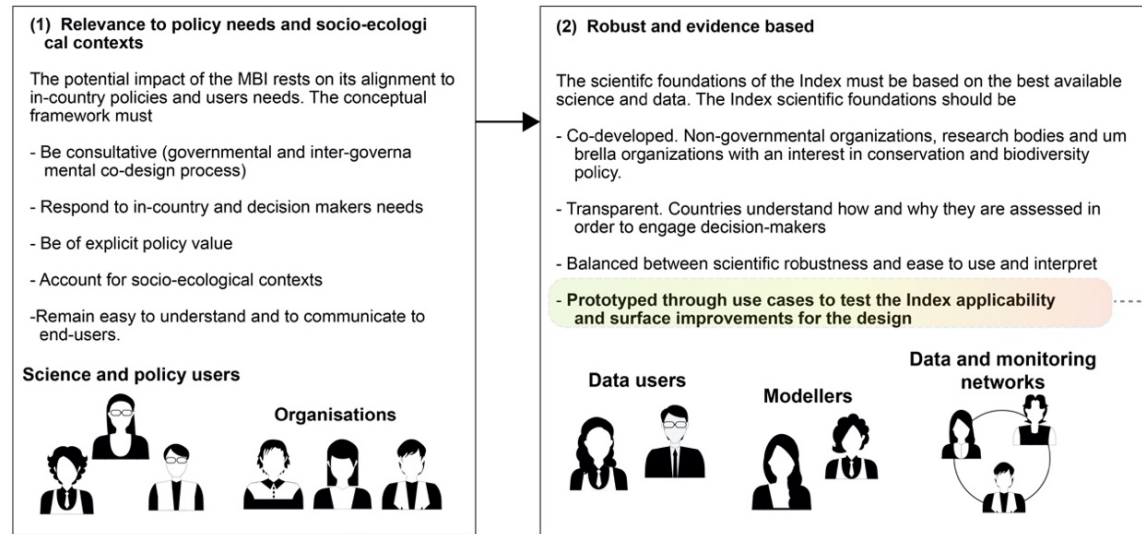 (1) Relevance to policy needs and socio-ecologi
cal contexts
The potential impact of the MBI rests on its alignment to
in-country policies and users needs. The conceptual
framework must
- Be consultative (governmental and inter-governa
mental co-design process)
- Respond to in-country and decision makers needs
- Be of explicit policy value
- Account for socio-ecological contexts
-Remain easy to understand and to communicate to
end-users.
Science and policy users
Organisations
(2) Robust and evidence based
The scientifc foundations of the Index must be based on the best available
science and data. The Index scientific foundations should be
- Co-developed. Non-governmental organizations, research bodies and um
brella organizations with an interest in conservation and biodiversity
policy.
- Transparent. Countries understand how and why they are assessed in
order to engage decision-makers
- Balanced between scientific robustness and ease to use and interpret
- Prototyped through use cases to test the Index applicability
and surface improvements for the design
Data users
Modellers
Data and monitoring
networks